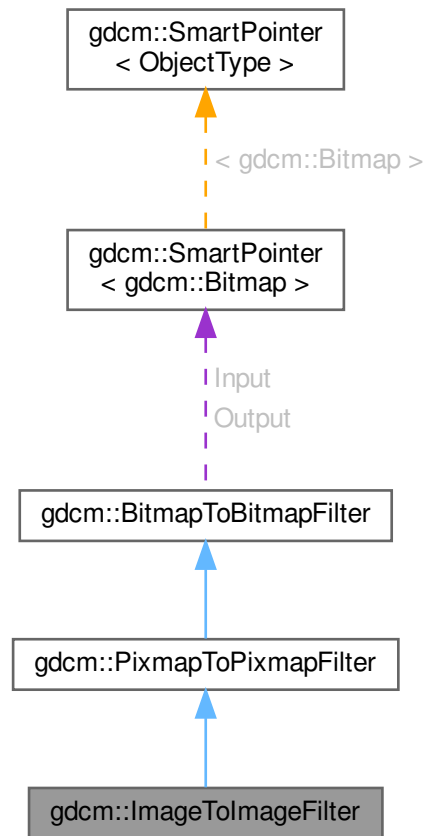 gdcm::SmartPointer
< ObjectType >
< gdcm::Bitmap >
gdcm::SmartPointer
< gdcm::Bitmap >
Input
Output
gdcm::BitmapToBitmapFilter
gdcm::PixmapToPixmapFilter
gdcm::ImageToImageFilter